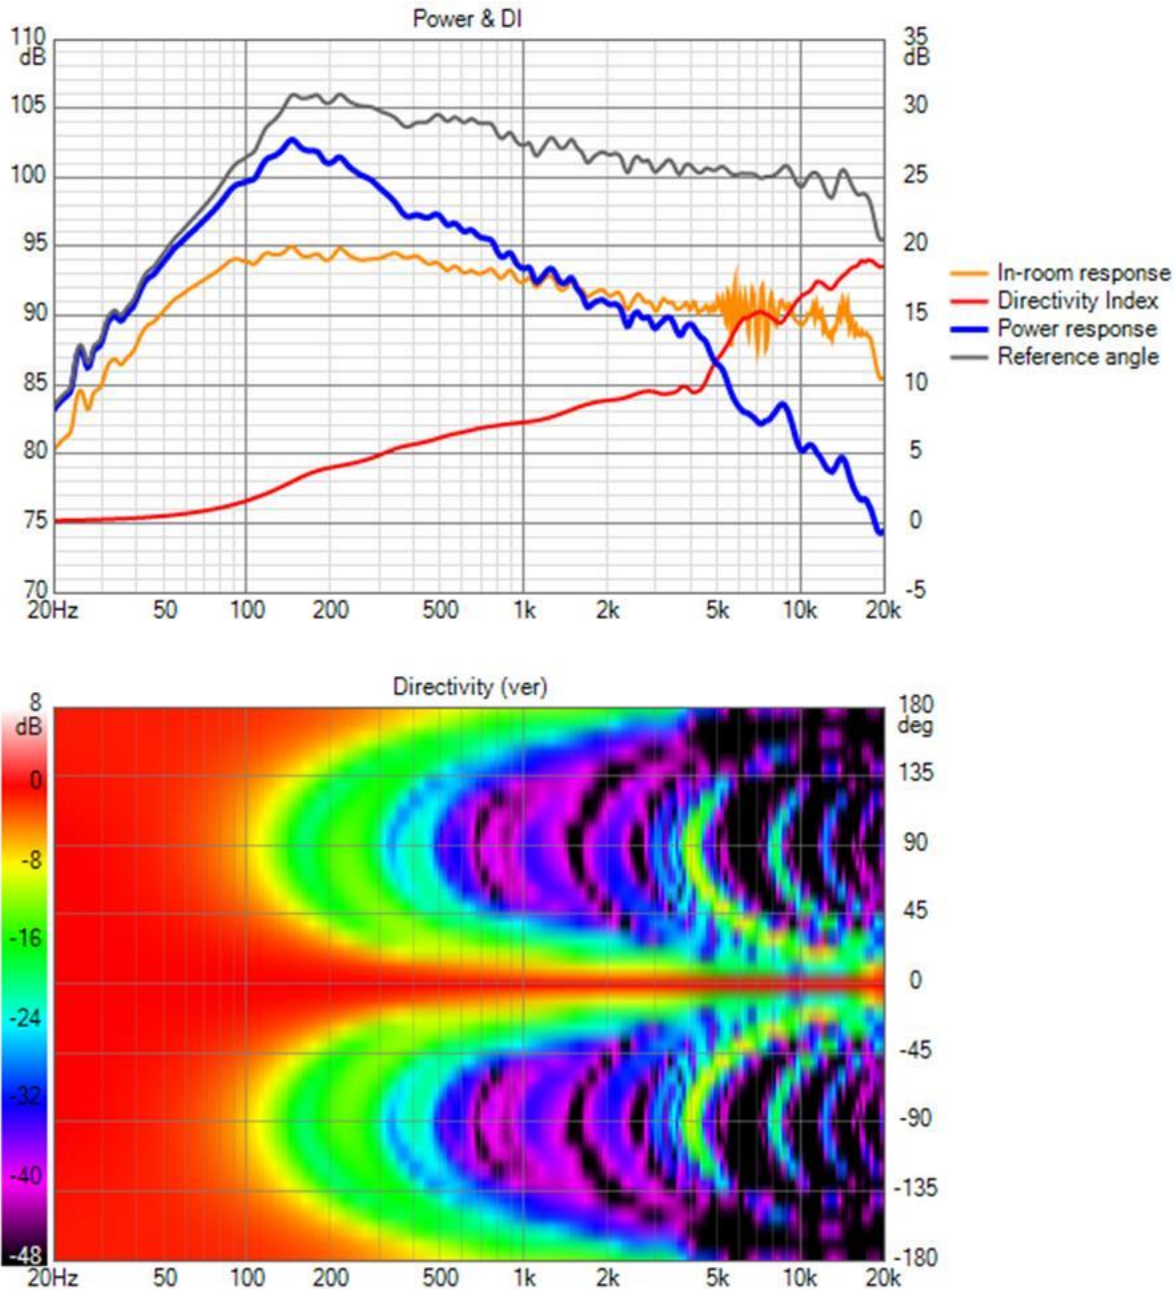 Power & DI
110
dB
105
100
95
90
85
80
75
70
35
dB
30
25
20
15
10
5
0
-5
20Hz 50 100 200 500 1k 2k 5k 10k 20k
In-room response
Directivity Index
Power response
Reference angle
Directivity (ver)
8
dB
0
-8
-16
-24
-32
-40
-48
180
deg
135
90
45
0
-45
-90
-135
-180
20Hz 50 100 200 500 1k 2k 5k 10k 20k